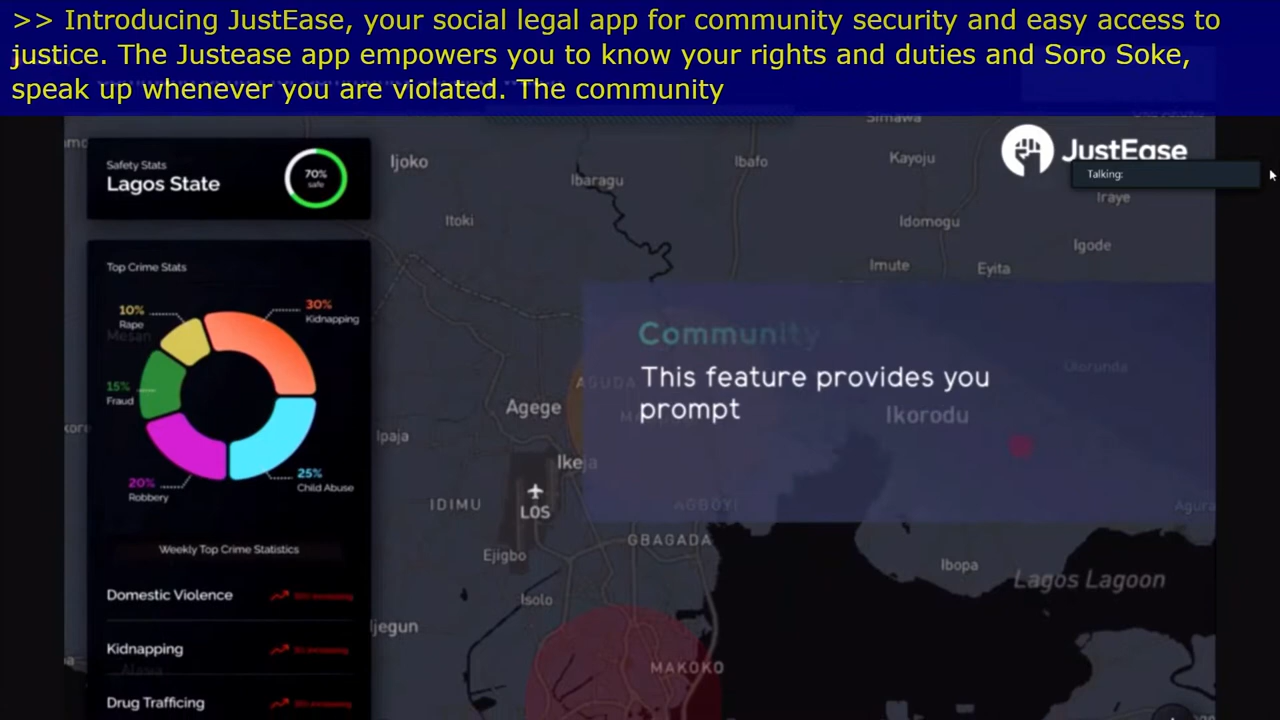 >> Introducing JustEase, your social legal app for community security and easy access to
justice. The Justease app empowers you to know your rights and duties and Soro Soke,
speak up whenever you are violated. The community
Simawa
Safety Stats
Lagos State
70%
safe
Ijoko
Ibaragu
Ibafo
Kayoju
JustEase
Talking:
Iraye
Itoki
Idomogu
Igode
Imute
Eyita
Top Crime Stats
10%
Rape
30%
Kidnapping
15%
Fraud
20%
Robbery
25%
Child Abuse
Community
This feature provides you
prompt
AGUDA
Agege
Ikorodu
Ipaja
Ikeja
IDIMU
LOS
AGBOYI
GBAGADA
Ejigbo
Ibopa
Lagos Lagoon
Isolo
Ijegun
MAKOKO
Weekly Top Crime Statistics
Domestic Violence
Kidnapping
Drug Trafficing